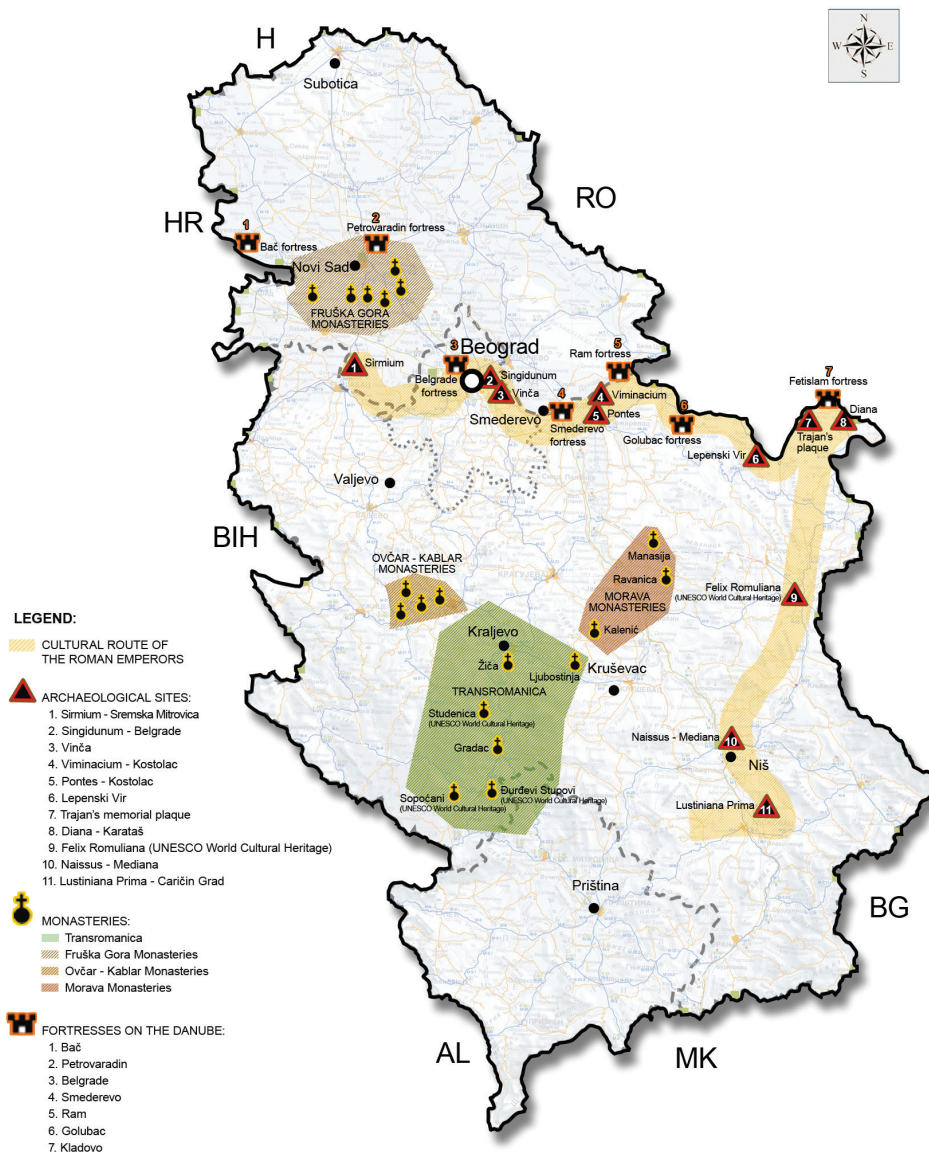 N
W E
S
H
Subotica
RO
HR
1
Bač fortress
2
Petrovaradin fortress
Novi Sad
FRUŠKA GORA
MONASTERIES
3
Beograd
Belgrade
fortress
1
Sirmium
2
Singidunum
3
Vinča
Smederevo
4
Smederevo
fortress
5
Ram fortress
4
Viminacium
5
Pontes
6
Golubac fortress
7
Fetislam fortress
7
Trajan's
plaque
8
Diana
Lepenski Vir
6
Valjevo
BIH
OVČAR - KABLAR
MONASTERIES
КРАГУЈЕВАЦ
Manasija
Ravanica
MORAVA
MONASTERIES
Kalenić
Felix Romuliana
(UNESCO World Cultural Heritage)
9
Kraljevo
Žiča
Ljubostinja
Kruševac
TRANSROMANICA
Studenica
(UNESCO World Cultural Heritage)
Gradac
Sopoćani
(UNESCO World Cultural Heritage)
Đurđevi Stupovi
(UNESCO World Cultural Heritage)
Naissus - Mediana
10
Niš
Lustiniana Prima
11
Priština
BG
AL
MK
LEGEND:
CULTURAL ROUTE OF
THE ROMAN EMPERORS
ARCHAEOLOGICAL SITES:
1. Sirmium - Sremska Mitrovica
2. Singidunum - Belgrade
3. Vinča
4. Viminacium - Kostolac
5. Pontes - Kostolac
6. Lepenski Vir
7. Trajan's memorial plaque
8. Diana - Karataš
9. Felix Romuliana (UNESCO World Cultural Heritage)
10. Naissus - Mediana
11. Lustiniana Prima - Caričin Grad
MONASTERIES:
Transromanica
Fruška Gora Monasteries
Ovčar - Kablar Monasteries
Morava Monasteries
FORTRESSES ON THE DANUBE:
1. Bač
2. Petrovaradin
3. Belgrade
4. Smederevo
5. Ram
6. Golubac
7. Kladovo